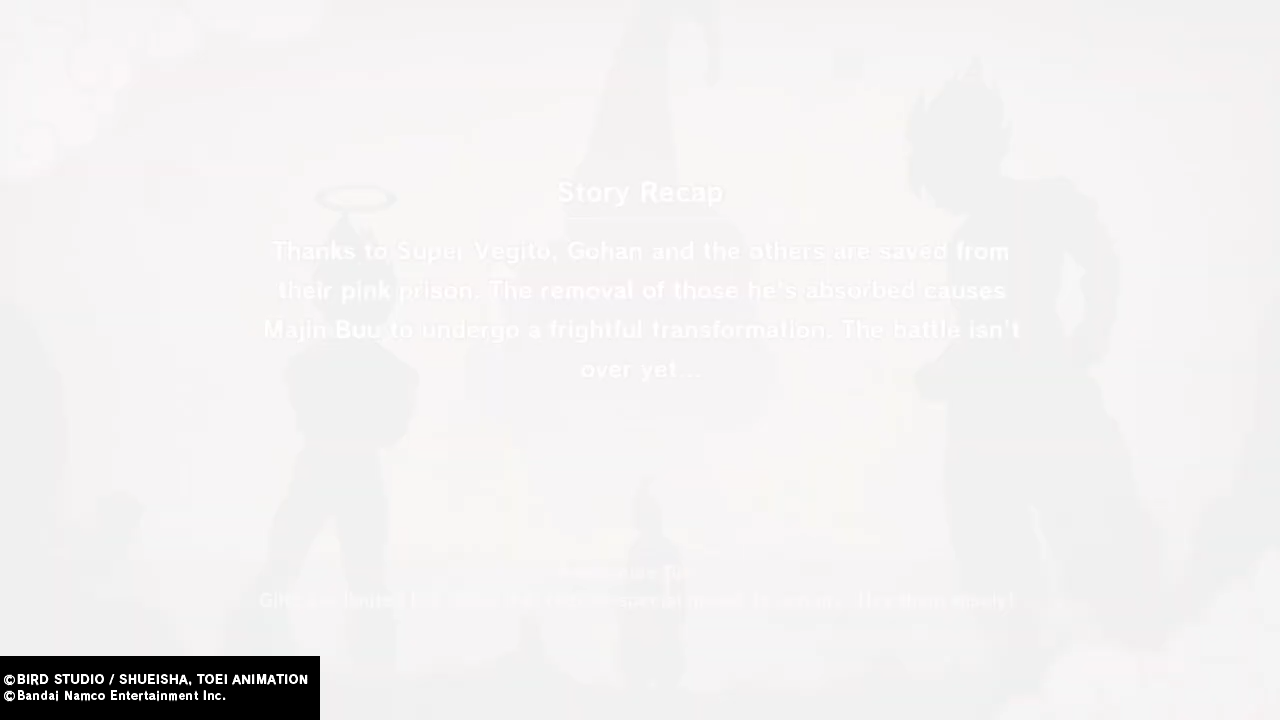 Story Recap
Thanks to Super Vegito, Gohan and the others are saved from
their pink prison. The removal of those he's absorbed causes
Majin Buu to undergo a frightful transformation. The battle isn't
over yet...
©BIRD STUDIO / SHUEISHA, TOEI ANIMATION
©Bandai Namco Entertainment Inc.